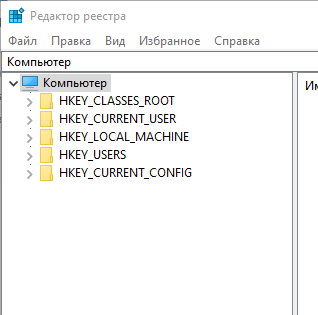 Редактор реестра
Файл Правка Вид Избранное Справка
Компьютер
Компьютер
HKEY_CLASSES_ROOT
HKEY_CURRENT_USER
HKEY_LOCAL_MACHINE
HKEY_USERS
HKEY_CURRENT_CONFIG